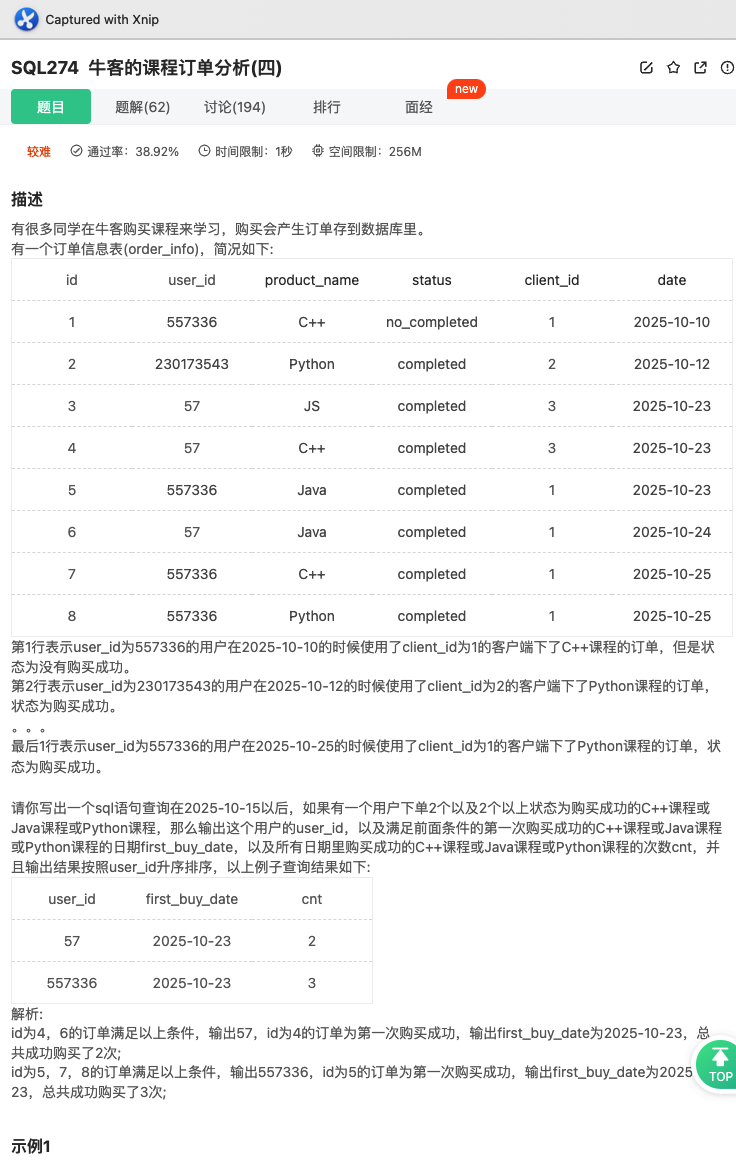 Captured with Xnip
SQL274 牛客的课程订单分析(四)
题目 题解(62) 讨论(194) 排行 面经 new
较难 通过率：38.92% 时间限制：1秒 空间限制：256M
描述
有很多同学在牛客购买课程来学习，购买会产生订单存到数据库里。
有一个订单信息表(order_info)，简况如下:
id user_id product_name status client_id date
1 557336 C++ no_completed 1 2025-10-10
2 230173543 Python completed 2 2025-10-12
3 57 JS completed 3 2025-10-23
4 57 C++ completed 3 2025-10-23
5 557336 Java completed 1 2025-10-23
6 57 Java completed 1 2025-10-24
7 557336 C++ completed 1 2025-10-25
8 557336 Python completed 1 2025-10-25
第1行表示user_id为557336的用户在2025-10-10的时候使用了client_id为1的客户端下了C++课程的订单，但是状
态为没有购买成功。
第2行表示user_id为230173543的用户在2025-10-12的时候使用了client_id为2的客户端下了Python课程的订单，
状态为购买成功。
。。。
最后1行表示user_id为557336的用户在2025-10-25的时候使用了client_id为1的客户端下了Python课程的订单，状
态为购买成功。
请你写出一个sql语句查询在2025-10-15以后，如果有一个用户下单2个以及2个以上状态为购买成功的C++课程或
Java课程或Python课程，那么输出这个用户的user_id，以及满足前面条件的第一次购买成功的C++课程或Java课程
或Python课程的日期first_buy_date，以及所有日期里购买成功的C++课程或Java课程或Python课程的次数cnt，并
且输出结果按照user_id升序排序，以上例子查询结果如下:
user_id first_buy_date cnt
57 2025-10-23 2
557336 2025-10-23 3
解析:
id为4，6的订单满足以上条件，输出57，id为4的订单为第一次购买成功，输出first_buy_date为2025-10-23，总
共成功购买了2次;
id为5，7，8的订单满足以上条件，输出557336，id为5的订单为第一次购买成功，输出first_buy_date为2025
23，总共成功购买了3次;
TOP
示例1